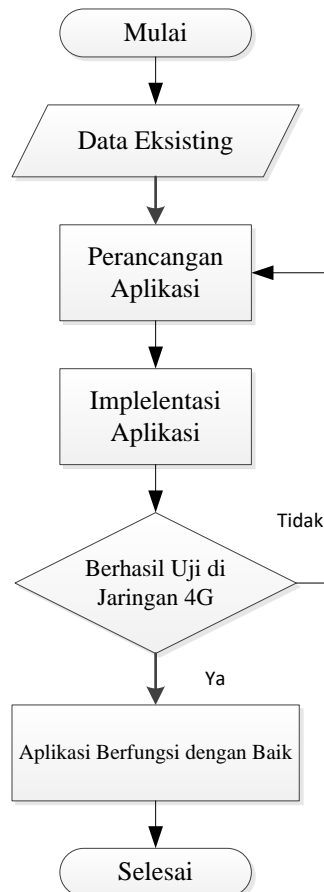 Mulai
Data Eksisting
Perancangan
Aplikasi
Implelentasi
Aplikasi
Berhasil Uji di
Jaringan 4G
Tidak
Ya
Aplikasi Berfungsi dengan Baik
Selesai